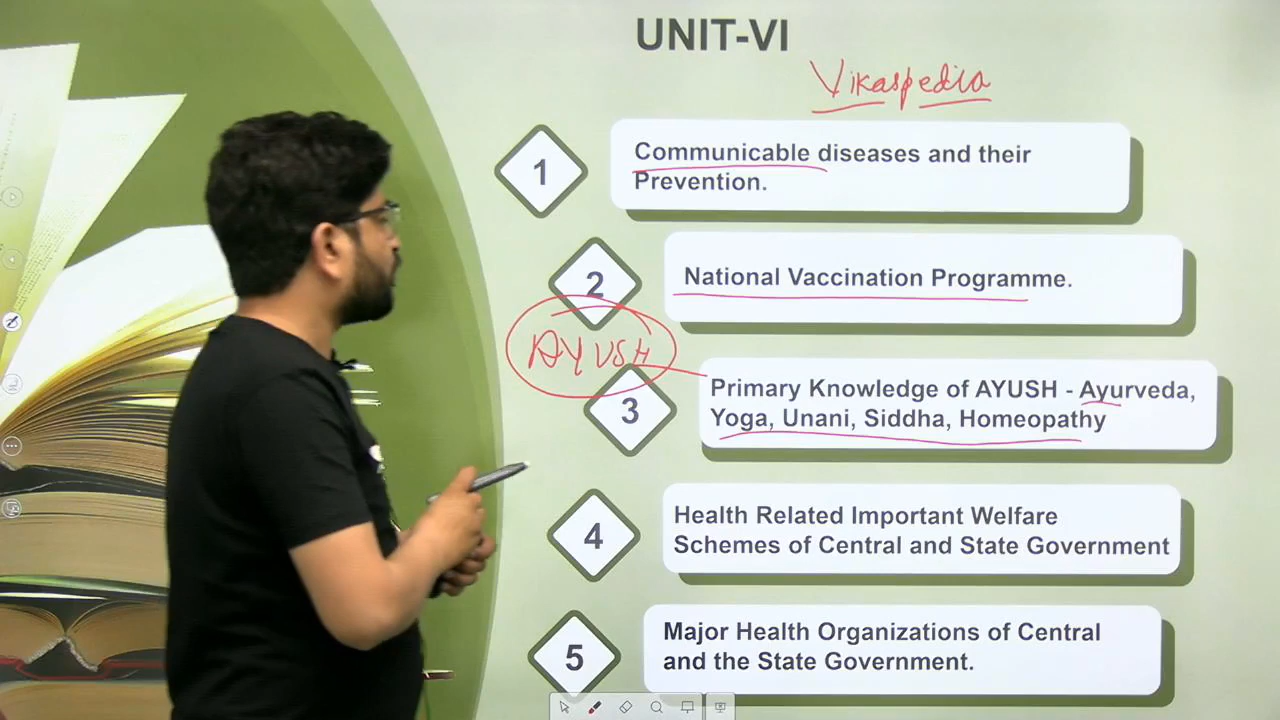 UNIT-VI
Vikaspedia
1
Communicable diseases and their
Prevention.
2
National Vaccination Programme.
AYUSH
3
Primary Knowledge of AYUSH - Ayurveda,
Yoga, Unani, Siddha, Homeopathy
4
Health Related Important Welfare
Schemes of Central and State Government
5
Major Health Organizations of Central
and the State Government.